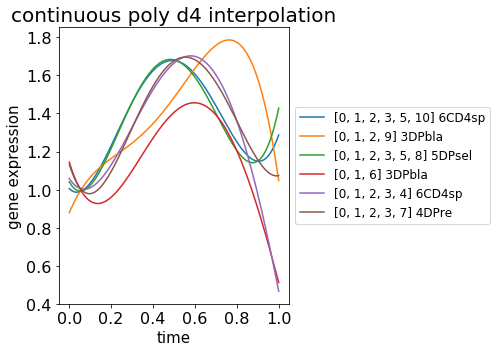 continuous poly d4 interpolation
gene expression
1.8
1.6
1.4
1.2
1.0
0.8
0.6
0.4
0.0 0.2 0.4 0.6 0.8 1.0
time
[0, 1, 2, 3, 5, 10] 6CD4sp
[0, 1, 2, 9] 3DPbla
[0, 1, 2, 3, 5, 8] 5DPsel
[0, 1, 6] 3DPbla
[0, 1, 2, 3, 4] 6CD4sp
[0, 1, 2, 3, 7] 4DPre